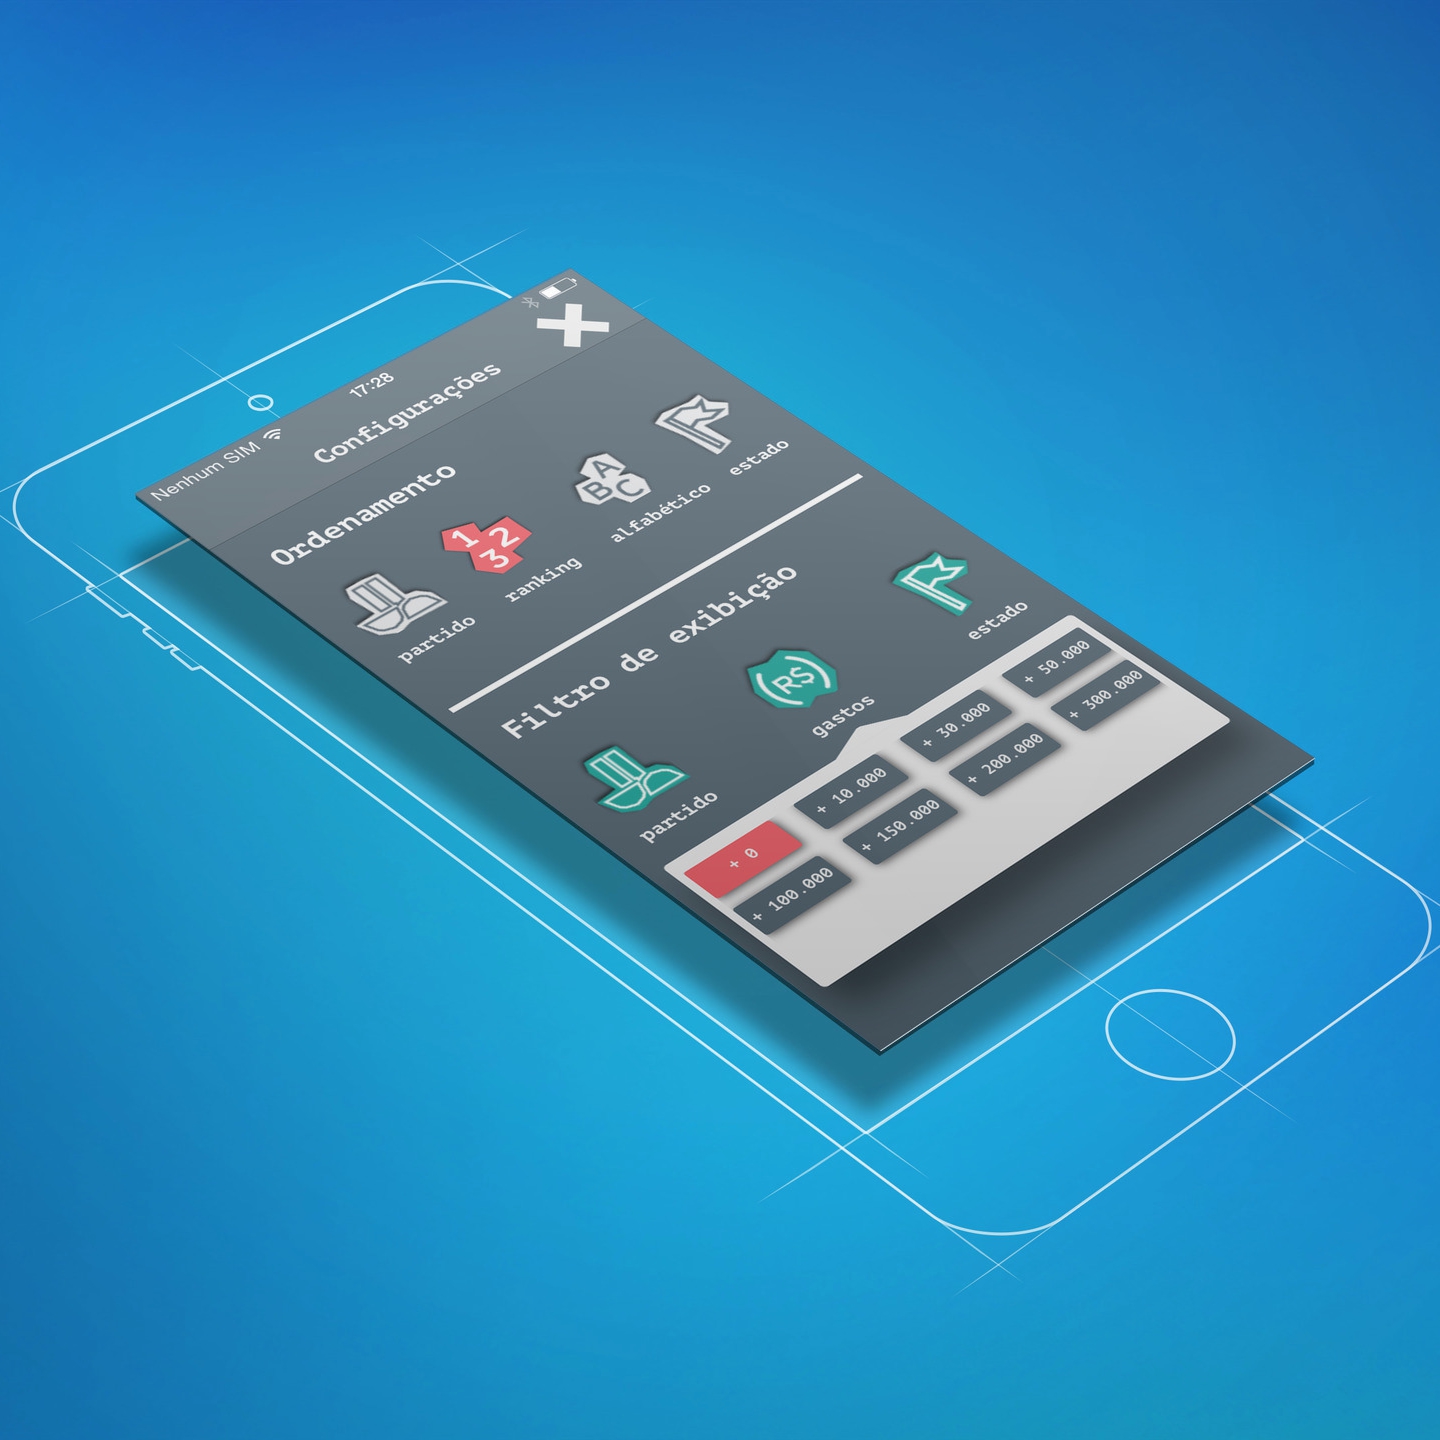 Nenhum SIM 17:28
Configurações
Ordenamento
1 2 3
A B C
partido ranking alfabético estado
Filtro de exibição
R$
partido gastos estado
+ 0 + 10.000 + 30.000 + 50.000
+ 100.000 + 150.000 + 200.000 + 300.000